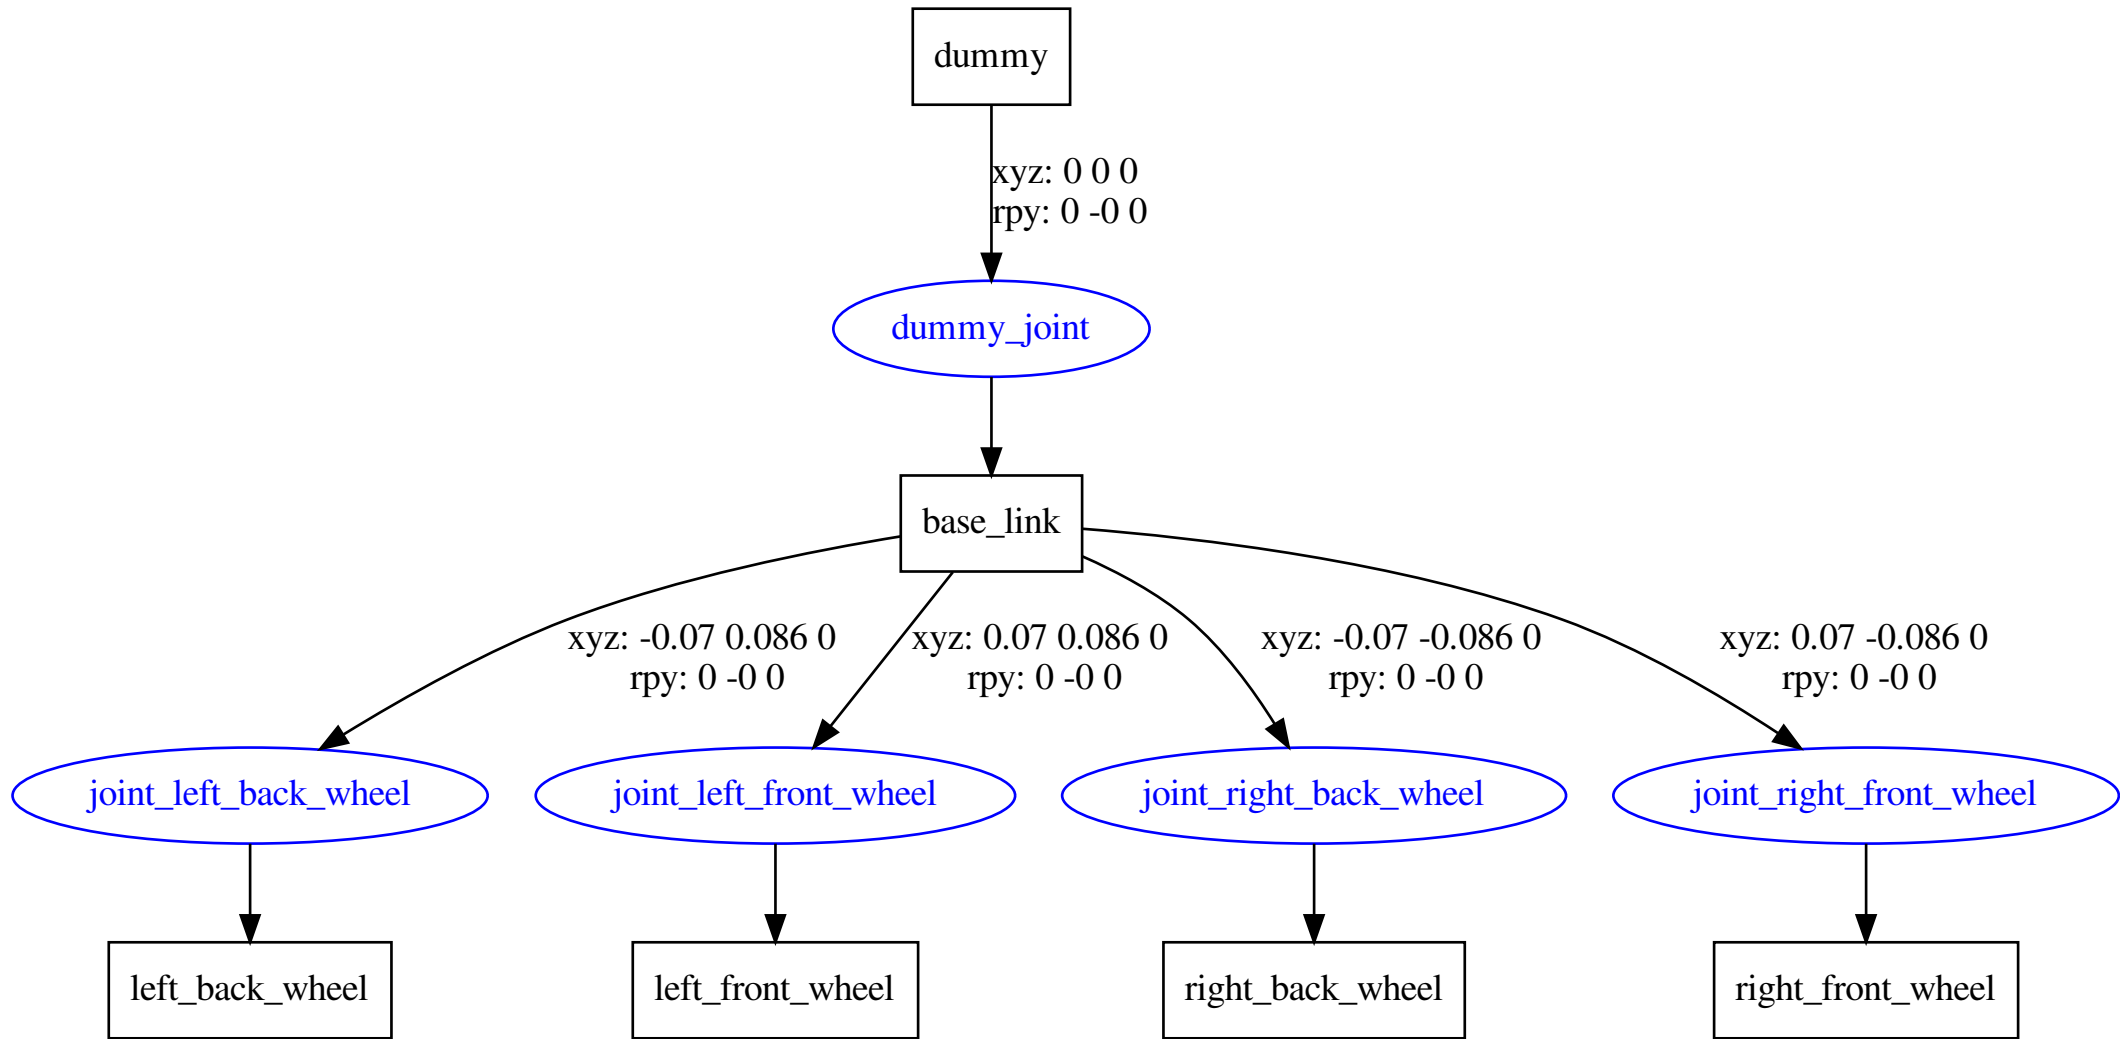 dummy
xyz: 0 0 0
rpy: 0 -0 0
dummy_joint
base_link
xyz: -0.07 0.086 0
rpy: 0 -0 0
xyz: 0.07 0.086 0
rpy: 0 -0 0
xyz: -0.07 -0.086 0
rpy: 0 -0 0
xyz: 0.07 -0.086 0
rpy: 0 -0 0
joint_left_back_wheel
joint_left_front_wheel
joint_right_back_wheel
joint_right_front_wheel
left_back_wheel
left_front_wheel
right_back_wheel
right_front_wheel